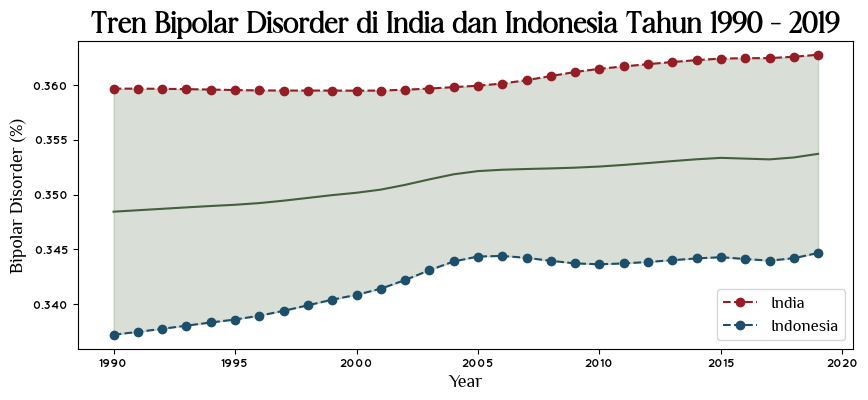 Tren Bipolar Disorder di India dan Indonesia Tahun 1990 - 2019
Bipolar Disorder (%)
0.360
0.355
0.350
0.345
0.340
India
Indonesia
1990 1995 2000 2005 2010 2015 2020
Year